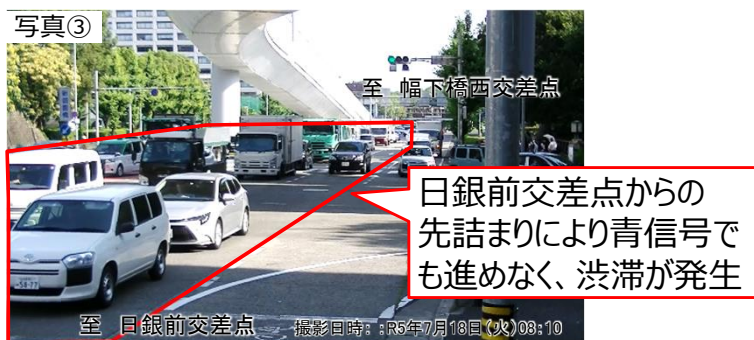 写真③
至 幅下橋西交差点
日銀前交差点からの
先詰まりにより青信号で
も進めなく、渋滞が発生
58-77
至 日銀前交差点
撮影日時：:R5年7月18日(火)08:10